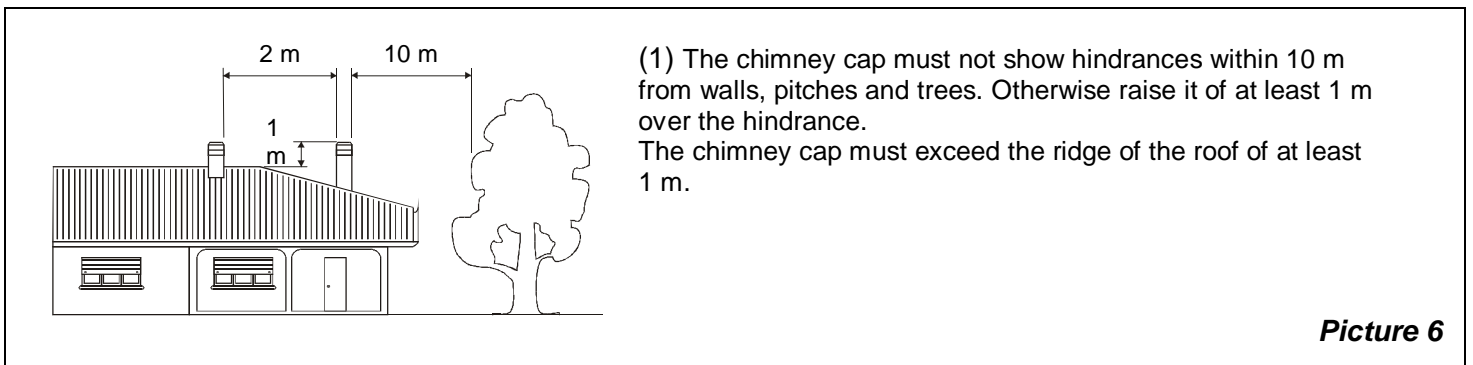 2 m 10 m
1
m
(1) The chimney cap must not show hindrances within 10 m
from walls, pitches and trees. Otherwise raise it of at least 1 m
over the hindrance.
The chimney cap must exceed the ridge of the roof of at least
1 m.
Picture 6